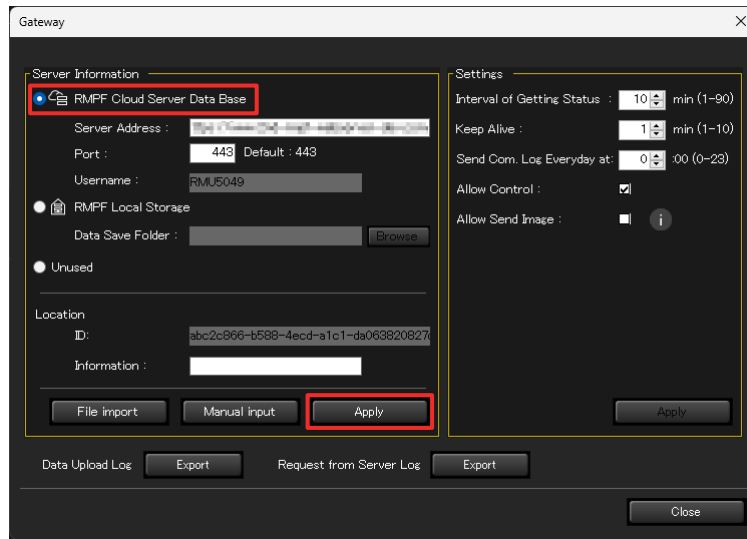 Gateway
Server Information
RMPF Cloud Server Data Base
Server Address :
Port : 443 Default : 443
Username : RMU5049
RMPF Local Storage
Data Save Folder : Browse
Unused
Location
ID: abc2c866-b588-4ecd-a1c1-da063820827
Information :
File import Manual input Apply
Settings
Interval of Getting Status : 10 min (1-90)
Keep Alive : 1 min (1-10)
Send Com. Log Everyday at: 0 :00 (0-23)
Allow Control :
Allow Send Image : i
Apply
Data Upload Log Export Request from Server Log Export
Close